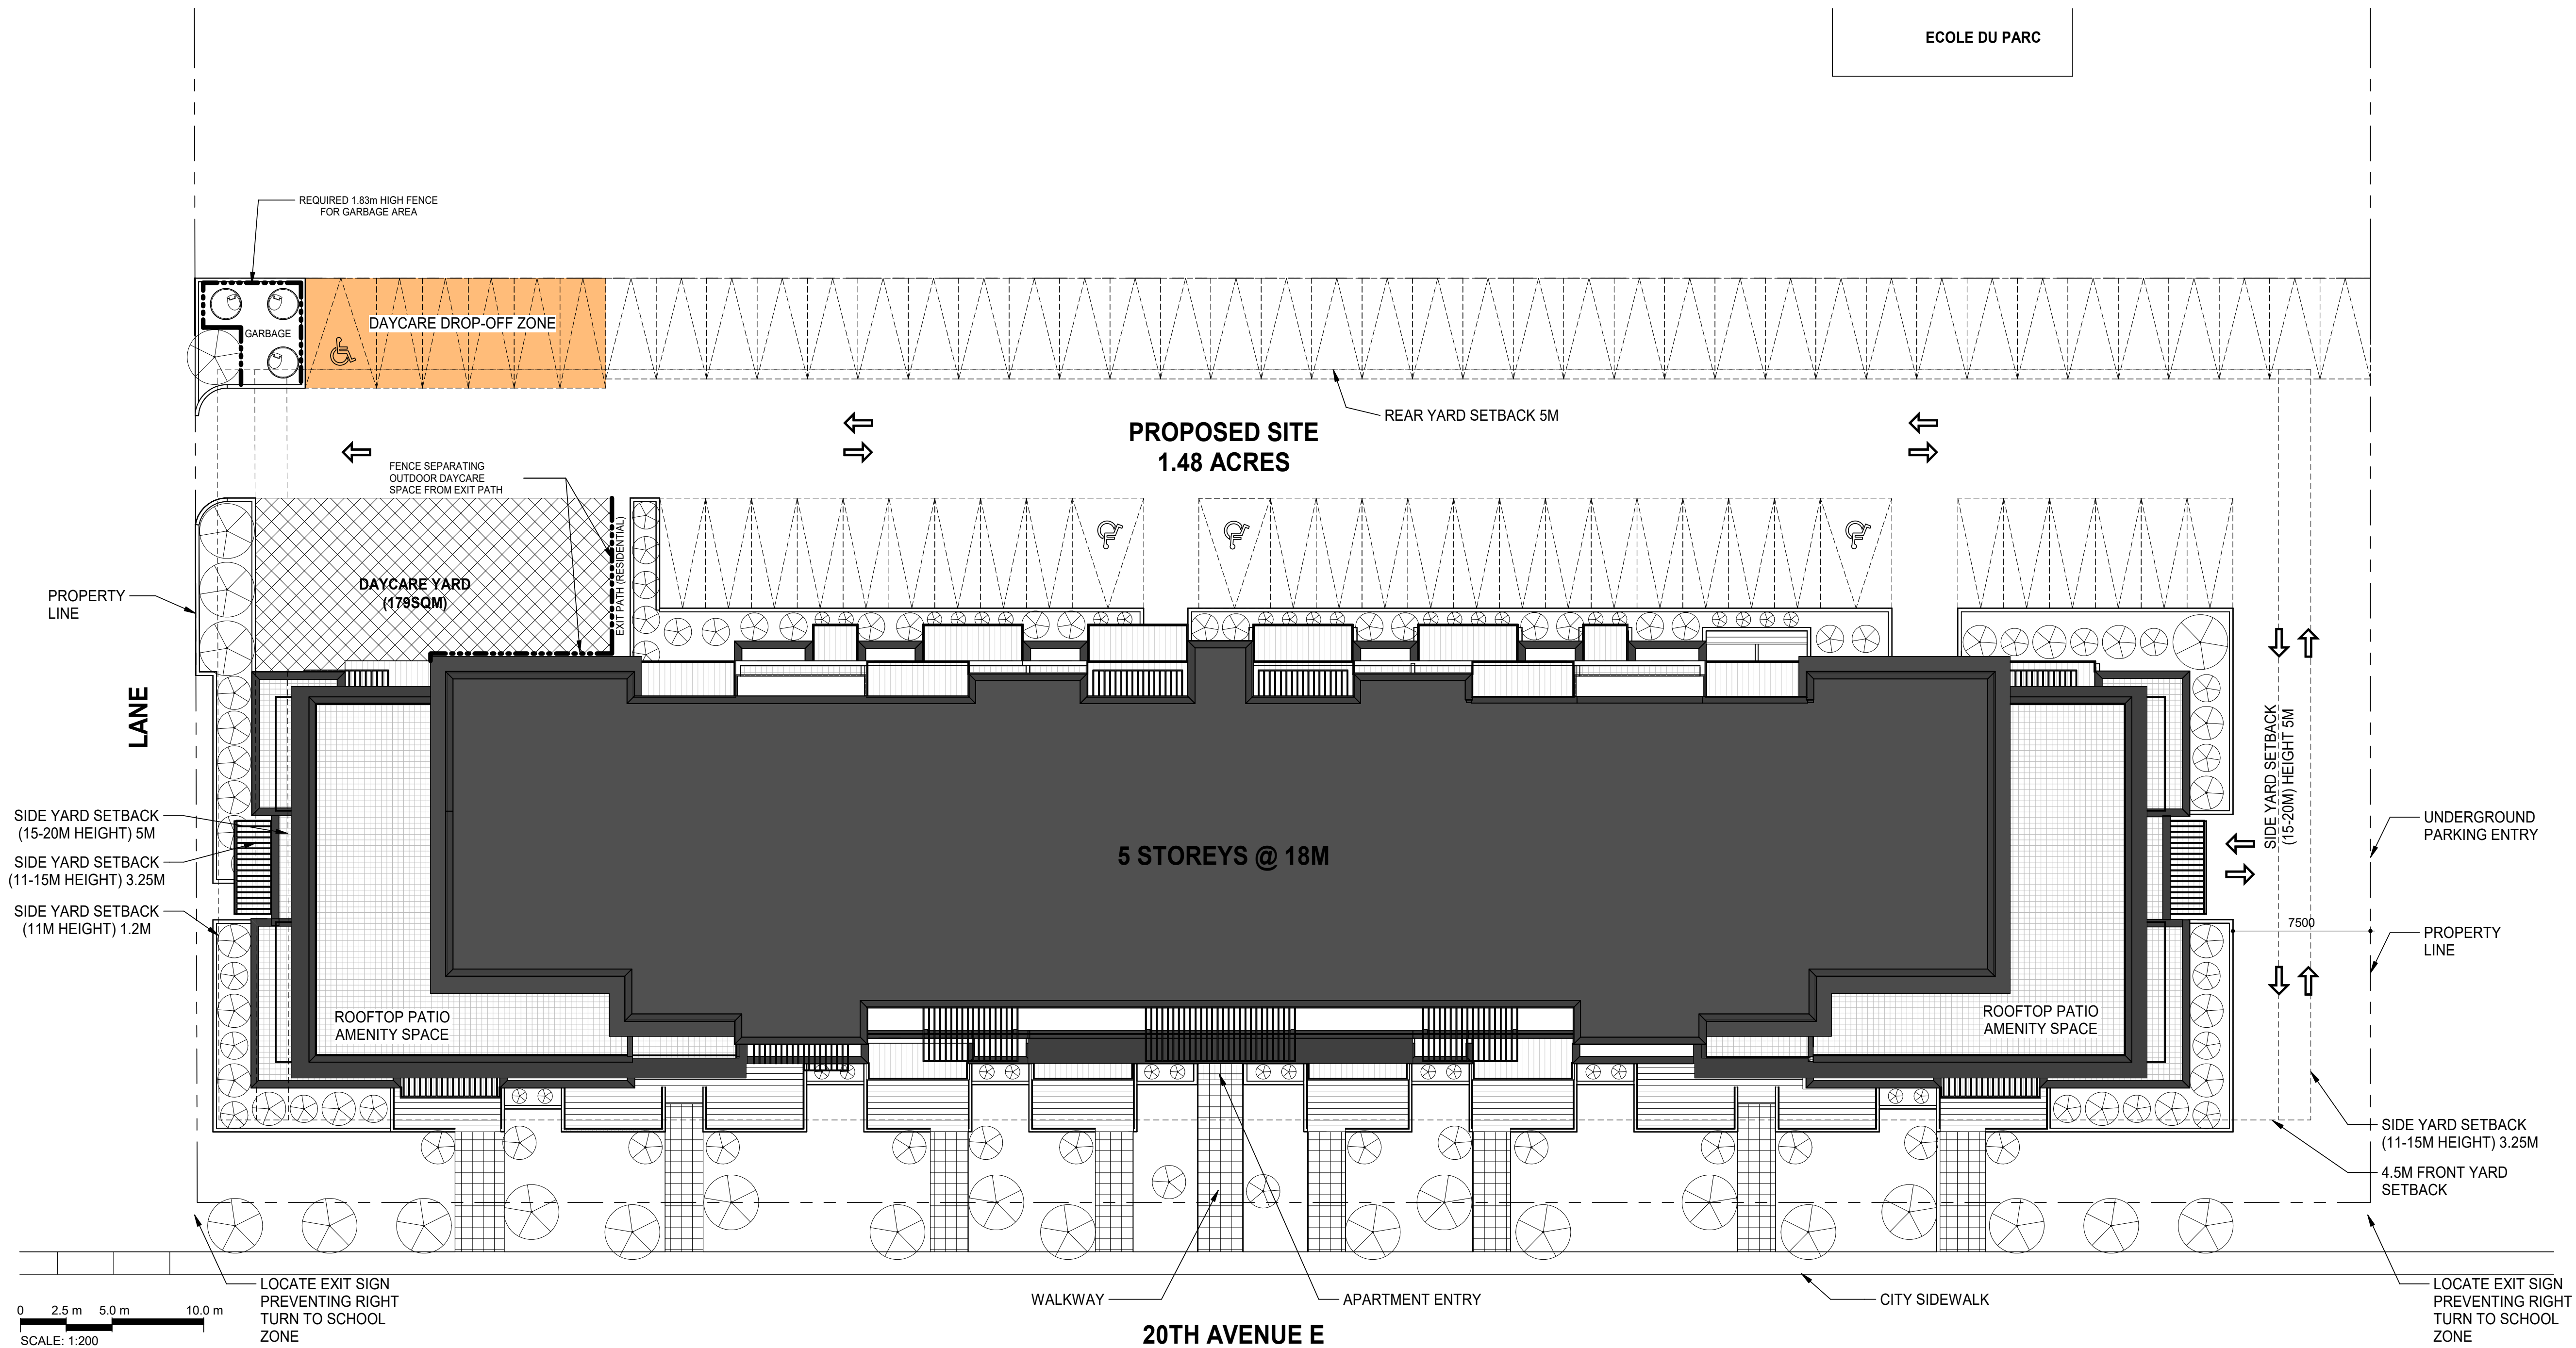 ECOLE DU PARC
REQUIRED 1.83m HIGH FENCE
FOR GARBAGE AREA
GARBAGE
DAYCARE DROP-OFF ZONE
REAR YARD SETBACK 5M
PROPOSED SITE
1.48 ACRES
FENCE SEPARATING
OUTDOOR DAYCARE
SPACE FROM EXIT PATH
EXIT PATH (RESIDENTIAL)
DAYCARE YARD
(179SQM)
PROPERTY
LINE
LANE
SIDE YARD SETBACK
(15-20M HEIGHT) 5M
SIDE YARD SETBACK
(11-15M HEIGHT) 3.25M
SIDE YARD SETBACK
(11M HEIGHT) 1.2M
5 STOREYS @ 18M
SIDE YARD SETBACK
(15-20M) HEIGHT 5M
UNDERGROUND
PARKING ENTRY
7500
PROPERTY
LINE
ROOFTOP PATIO
AMENITY SPACE
ROOFTOP PATIO
AMENITY SPACE
SIDE YARD SETBACK
(11-15M HEIGHT) 3.25M
4.5M FRONT YARD
SETBACK
LOCATE EXIT SIGN
PREVENTING RIGHT
TURN TO SCHOOL
ZONE
WALKWAY
APARTMENT ENTRY
CITY SIDEWALK
LOCATE EXIT SIGN
PREVENTING RIGHT
TURN TO SCHOOL
ZONE
0 2.5 m 5.0 m 10.0 m
SCALE: 1:200
20TH AVENUE E